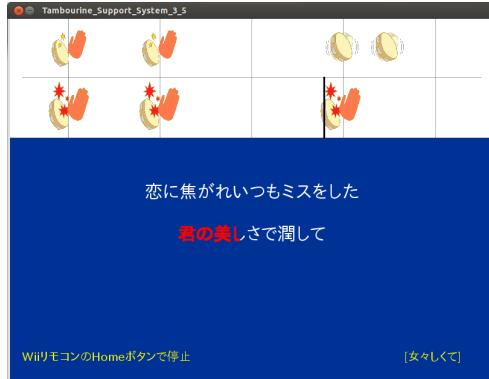 Tambourine_Support_System_3_5
恋に焦がれいつもミスをした
君の美しさで潤して
WiiリモコンのHomeボタンで停止
[女々しくて]